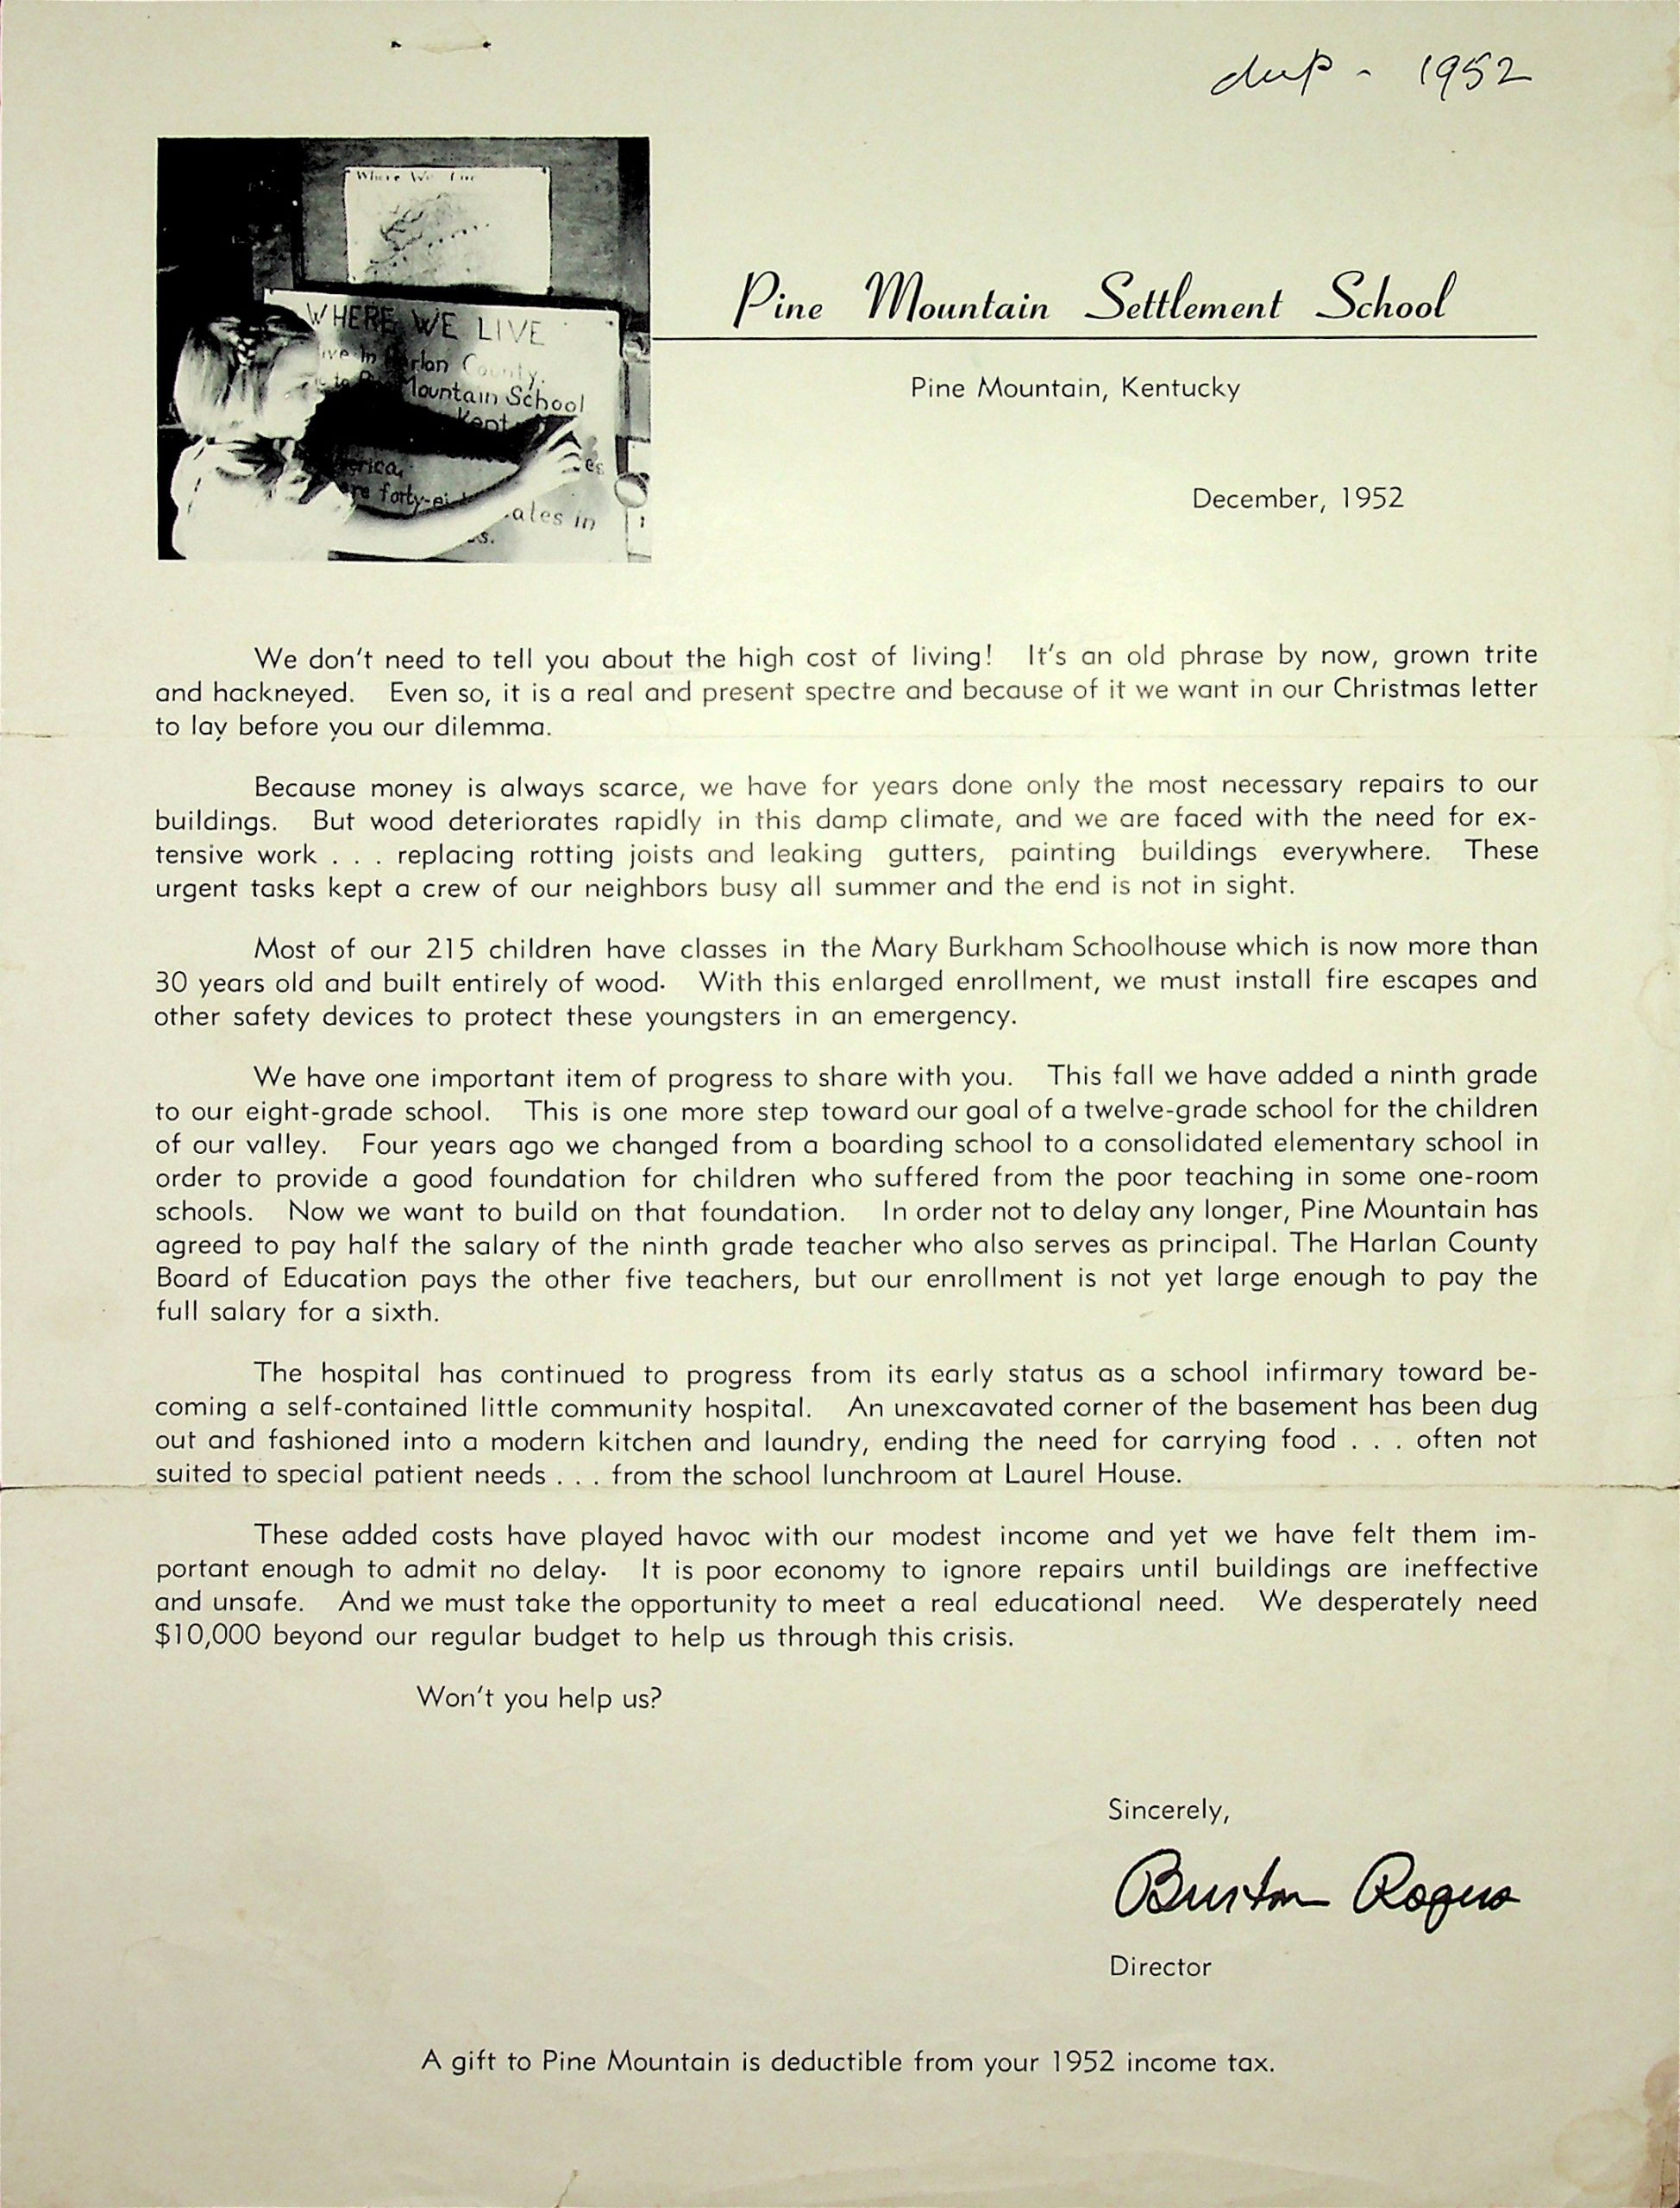 dup - 1952
Where We Live
WHERE WE LIVE
ive In Harlan County.
Mountain School
Kept
erica.
re forty-ei ates in
Pine Mountain Settlement School
Pine Mountain, Kentucky
December, 1952
We don't need to tell you about the high cost of living! It's an old phrase by now, grown trite
and hackneyed. Even so, it is a real and present spectre and because of it we want in our Christmas letter
to lay before you our dilemma.
Because money is always scarce, we have for years done only the most necessary repairs to our
buildings. But wood deteriorates rapidly in this damp climate, and we are faced with the need for ex-
tensive work . . . replacing rotting joists and leaking gutters, painting buildings everywhere. These
urgent tasks kept a crew of our neighbors busy all summer and the end is not in sight.
Most of our 215 children have classes in the Mary Burkham Schoolhouse which is now more than
30 years old and built entirely of wood. With this enlarged enrollment, we must install fire escapes and
other safety devices to protect these youngsters in an emergency.
We have one important item of progress to share with you. This fall we have added a ninth grade
to our eight-grade school. This is one more step toward our goal of a twelve-grade school for the children
of our valley. Four years ago we changed from a boarding school to a consolidated elementary school in
order to provide a good foundation for children who suffered from the poor teaching in some one-room
schools. Now we want to build on that foundation. In order not to delay any longer, Pine Mountain has
agreed to pay half the salary of the ninth grade teacher who also serves as principal. The Harlan County
Board of Education pays the other five teachers, but our enrollment is not yet large enough to pay the
full salary for a sixth.
The hospital has continued to progress from its early status as a school infirmary toward be-
coming a self-contained little community hospital. An unexcavated corner of the basement has been dug
out and fashioned into a modern kitchen and laundry, ending the need for carrying food . . . often not
suited to special patient needs . . . from the school lunchroom at Laurel House.
These added costs have played havoc with our modest income and yet we have felt them im-
portant enough to admit no delay. It is poor economy to ignore repairs until buildings are ineffective
and unsafe. And we must take the opportunity to meet a real educational need. We desperately need
$10,000 beyond our regular budget to help us through this crisis.
Won't you help us?
Sincerely,
Burton Rogers
Director
A gift to Pine Mountain is deductible from your 1952 income tax.